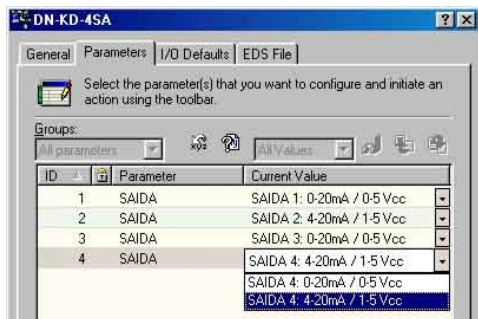 DN-KD-4SA
General Parameters I/O Defaults EDS File
Select the parameter(s) that you want to configure and initiate an
action using the toolbar.
Groups:
All parameters All Values
ID Parameter Current Value
1 SAIDA SAIDA 1: 0-20mA / 0-5 Vcc
2 SAIDA SAIDA 2: 4-20mA / 1-5 Vcc
3 SAIDA SAIDA 3: 0-20mA / 0-5 Vcc
4 SAIDA SAIDA 4: 4-20mA / 1-5 Vcc
SAIDA 4: 0-20mA / 0-5 Vcc
SAIDA 4: 4-20mA / 1-5 Vcc